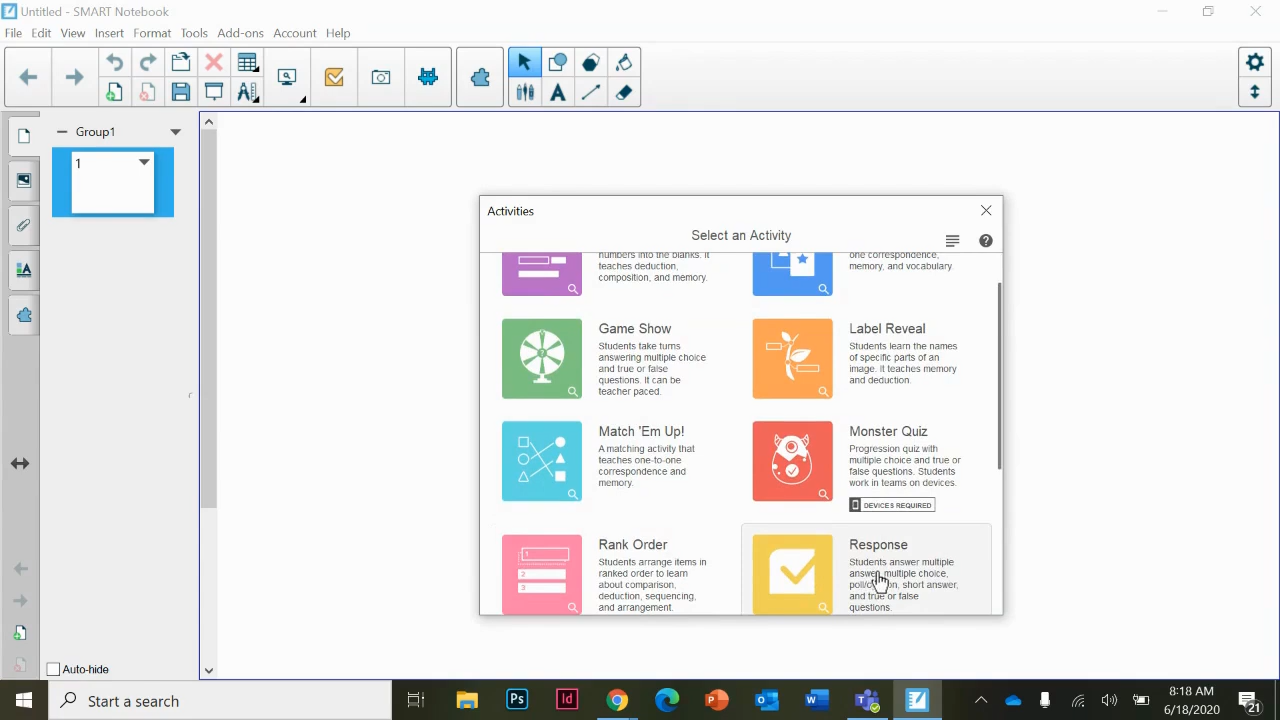 Untitled - SMART Notebook
File Edit View Insert Format Tools Add-ons Account Help
Group1
1
Activities
Select an Activity
numbers into the blanks. It
teaches deduction,
composition, and memory.
one correspondence,
memory, and vocabulary.
Game Show
Students take turns
answering multiple choice
and true or false
questions. It can be
teacher paced.
Label Reveal
Students learn the names
of specific parts of an
image. It teaches memory
and deduction.
Match 'Em Up!
A matching activity that
teaches one-to-one
correspondence and
memory.
Monster Quiz
Progression quiz with
multiple choice and true or
false questions. Students
work in teams on devices.
DEVICES REQUIRED
Rank Order
Students arrange items in
ranked order to learn
about comparison,
deduction, sequencing,
and arrangement.
1
2
3
Response
Students answer multiple
answer, multiple choice,
short answer,
and true or false
questions.
Auto-hide
Start a search
Ps
Id
8:18 AM
6/18/2020
21